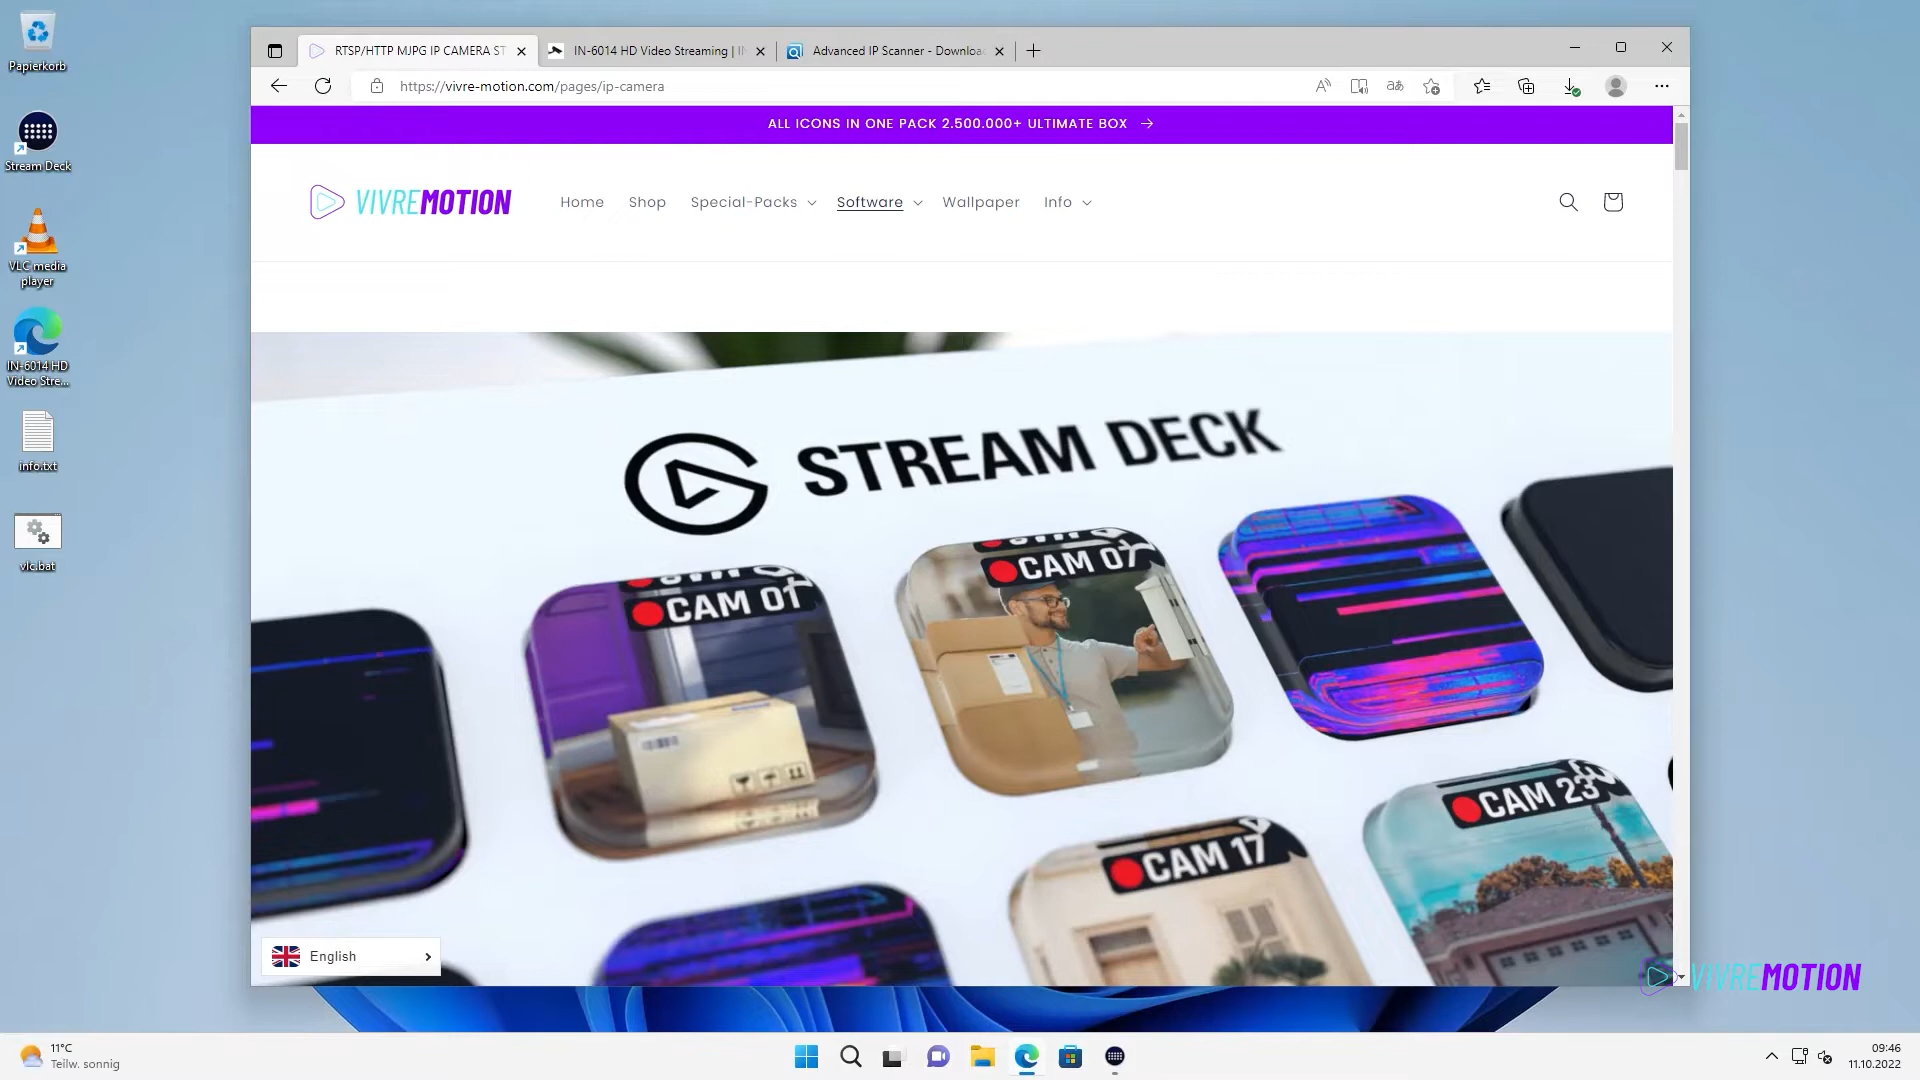 Papierkorb
Stream Deck
VLC media
player
IN-6014 HD
Video Stre...
info.txt
vlc.bat
RTSP/HTTP MJPG IP CAMERA ST
IN-6014 HD Video Streaming | IN
Advanced IP Scanner - Downloa
https://vivre-motion.com/pages/ip-camera
ALL ICONS IN ONE PACK 2.500.000+ ULTIMATE BOX →
VIVREMOTION
Home
Shop
Special-Packs
Software
Wallpaper
Info
STREAM DECK
CAM 01
CAM 07
CAM 23
CAM 17
English
VIVREMOTION
11°C
Teilw. sonnig
09:46
11.10.2022